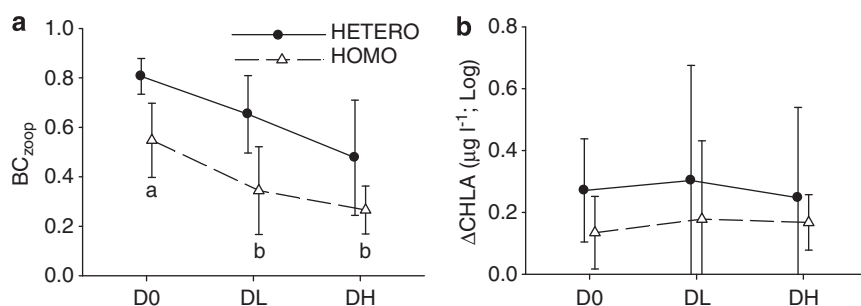 a
HETERO
HOMO
BCzoop
1.0
0.8
0.6
0.4
0.2
0.0
a
b
b
D0 DL DH
b
ΔCHLA (µg l⁻¹; Log)
0.8
0.6
0.4
0.2
0.0
D0 DL DH